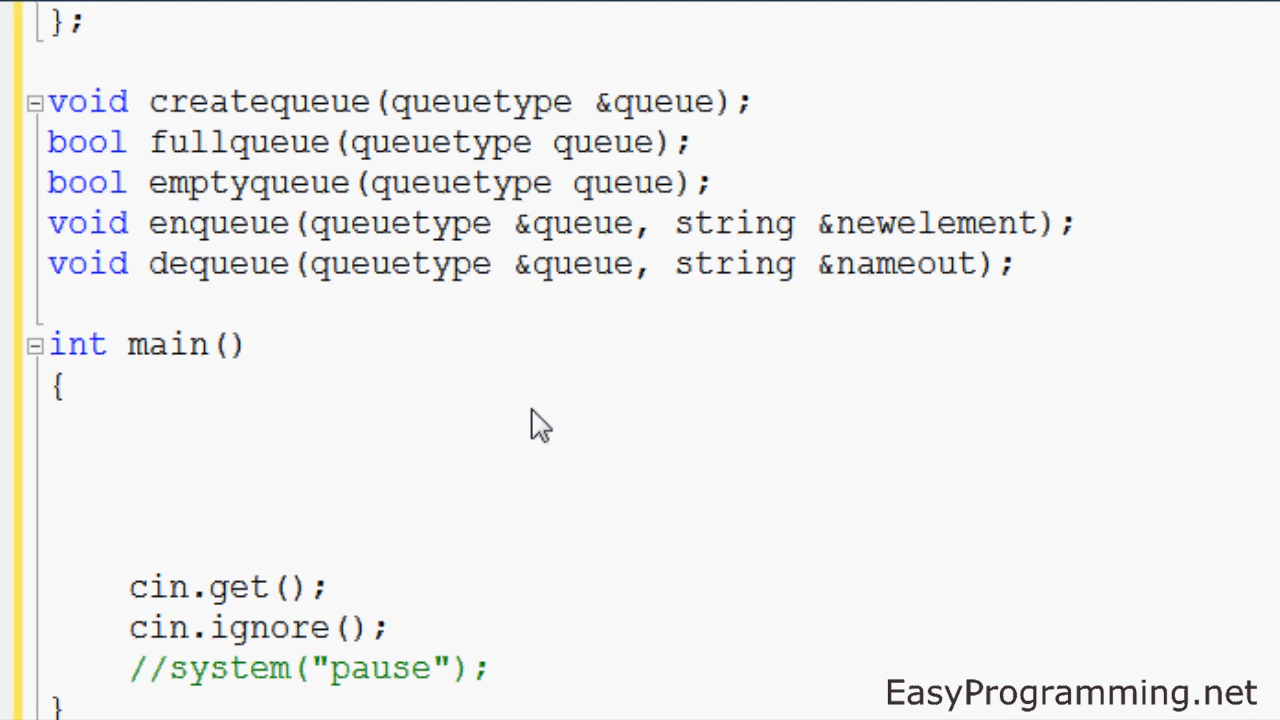 };
void createqueue(queuetype &queue);
bool fullqueue(queuetype queue);
bool emptyqueue(queuetype queue);
void enqueue(queuetype &queue, string &newelement);
void dequeue(queuetype &queue, string &nameout);
int main()
{
cin.get();
cin.ignore();
//system("pause");
}
EasyProgramming.net